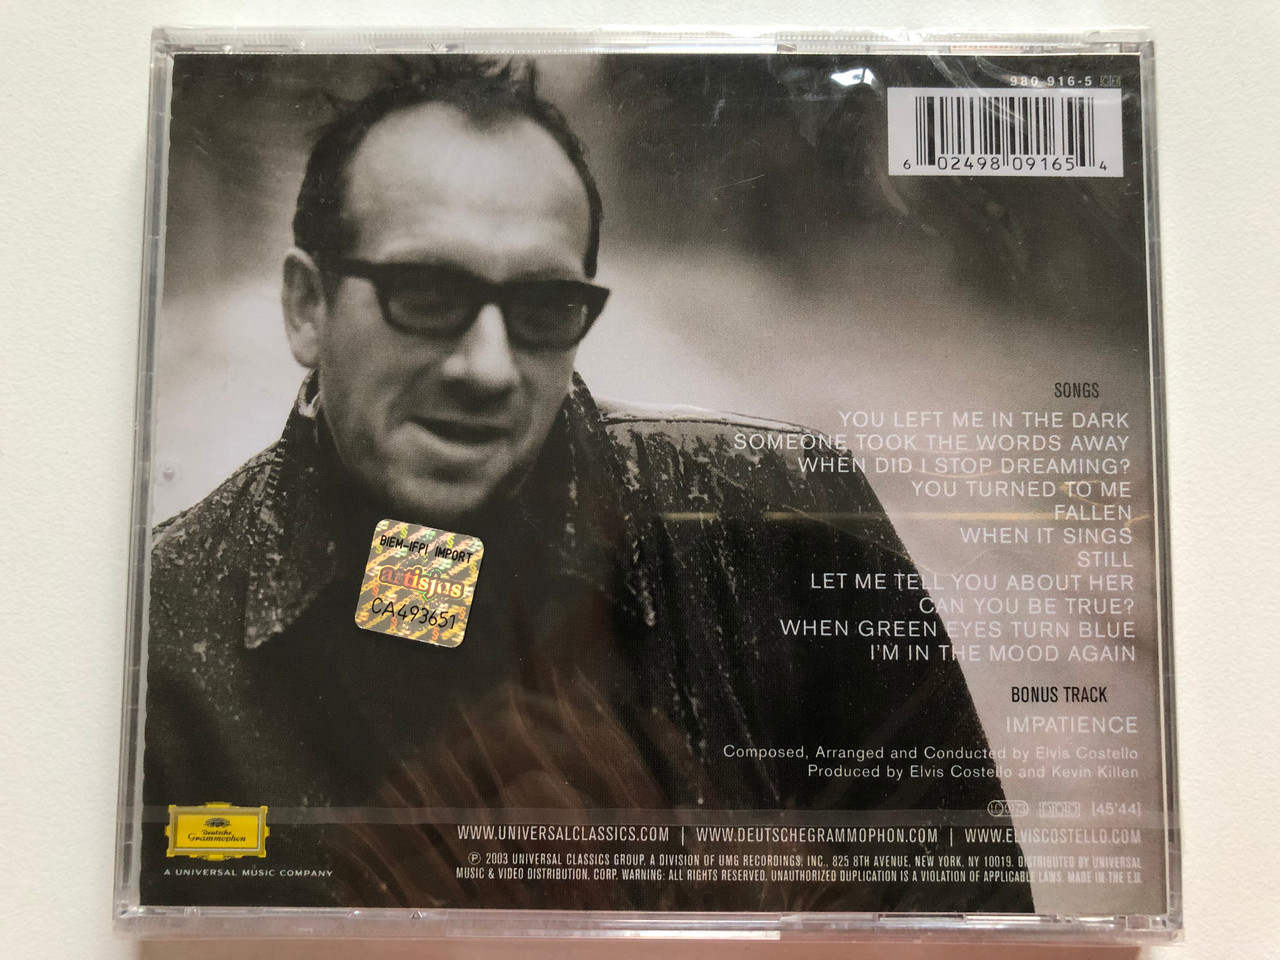 980 916-5
6 02498 09165 4
SONGS
YOU LEFT ME IN THE DARK
SOMEONE TOOK THE WORDS AWAY
WHEN DID I STOP DREAMING?
YOU TURNED TO ME
FALLEN
WHEN IT SINGS
STILL
LET ME TELL YOU ABOUT HER
CAN YOU BE TRUE?
WHEN GREEN EYES TURN BLUE
I'M IN THE MOOD AGAIN
BONUS TRACK
IMPATIENCE
Composed, Arranged and Conducted by Elvis Costello
Produced by Elvis Costello and Kevin Killen
BIEM-IFPI IMPORT
artisjus
CA493651
[45'44]
Deutsche
Grammophon
A UNIVERSAL MUSIC COMPANY
WWW.UNIVERSALCLASSICS.COM | WWW.DEUTSCHEGRAMMOPHON.COM | WWW.ELVISCOSTELLO.COM
℗ 2003 UNIVERSAL CLASSICS GROUP, A DIVISION OF UMG RECORDINGS, INC., 825 8TH AVENUE, NEW YORK, NY 10019. DISTRIBUTED BY UNIVERSAL
MUSIC & VIDEO DISTRIBUTION, CORP. WARNING: ALL RIGHTS RESERVED. UNAUTHORIZED DUPLICATION IS A VIOLATION OF APPLICABLE LAWS. MADE IN THE E.U.